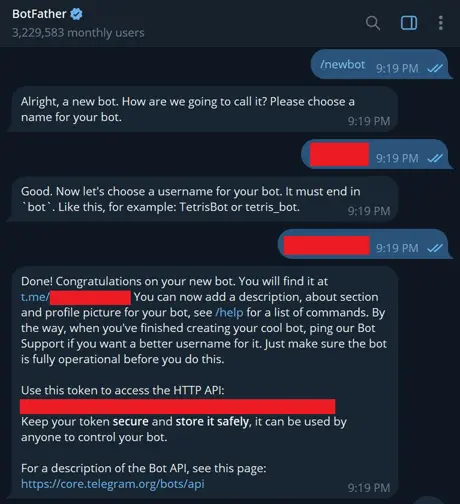 BotFather
3,229,583 monthly users
/newbot
9:19 PM
Alright, a new bot. How are we going to call it? Please choose a
name for your bot.
9:19 PM
9:19 PM
Good. Now let's choose a username for your bot. It must end in
`bot`. Like this, for example: TetrisBot or tetris_bot.
9:19 PM
9:19 PM
Done! Congratulations on your new bot. You will find it at
t.me/ You can now add a description, about section
and profile picture for your bot, see /help for a list of commands. By
the way, when you've finished creating your cool bot, ping our Bot
Support if you want a better username for it. Just make sure the bot
is fully operational before you do this.
Use this token to access the HTTP API:
Keep your token secure and store it safely, it can be used by
anyone to control your bot.
For a description of the Bot API, see this page:
https://core.telegram.org/bots/api
9:19 PM